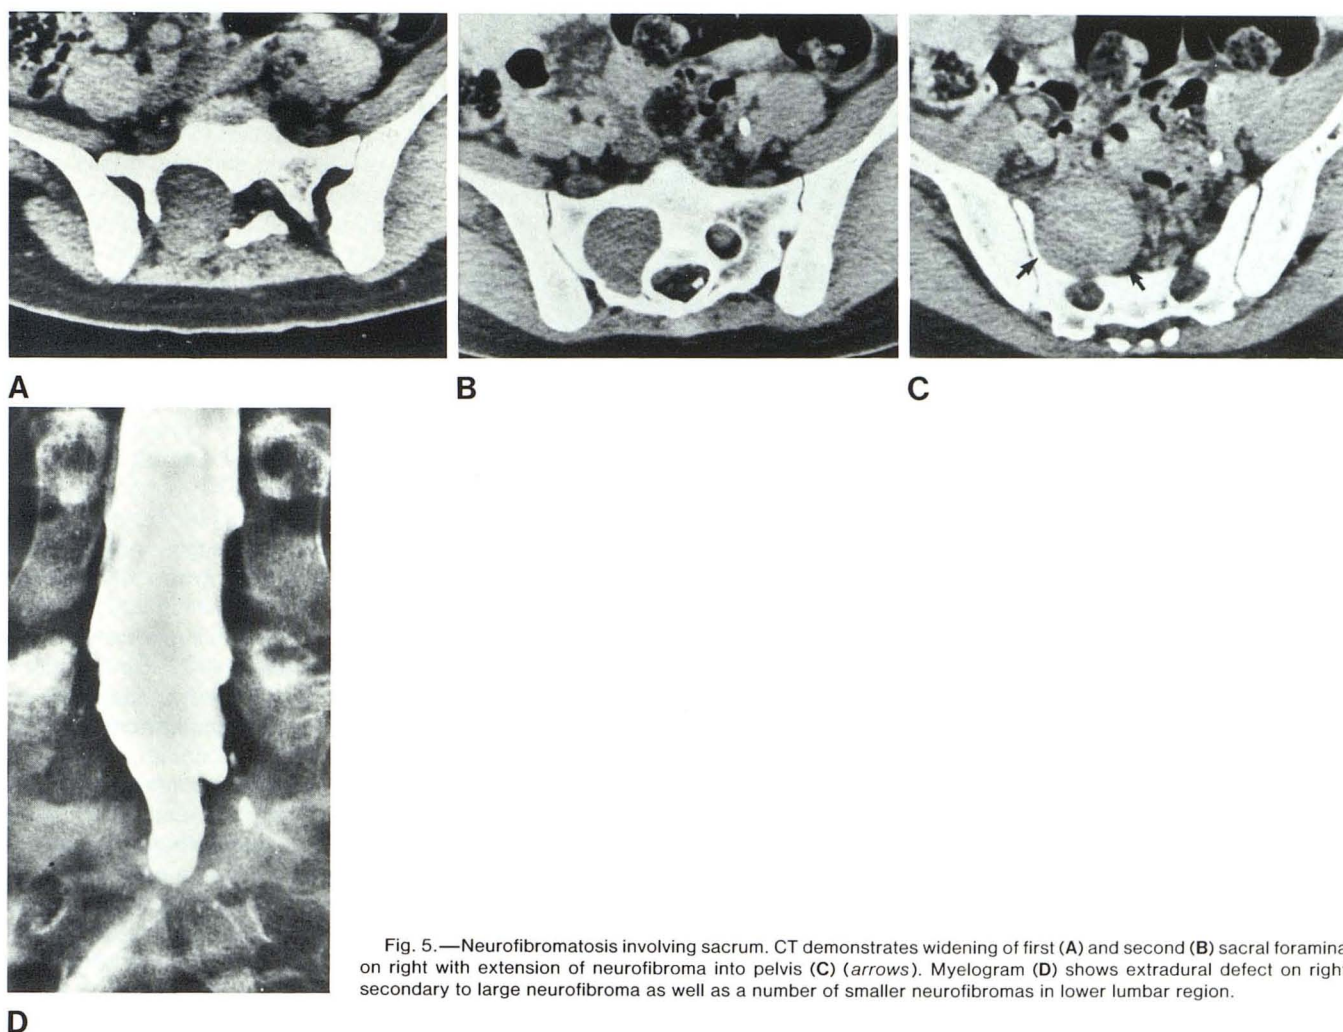 A
B
C
D
Fig. 5.—Neurofibromatosis involving sacrum. CT demonstrates widening of first (A) and second (B) sacral foramina
on right with extension of neurofibroma into pelvis (C) (arrows). Myelogram (D) shows extradural defect on right
secondary to large neurofibroma as well as a number of smaller neurofibromas in lower lumbar region.